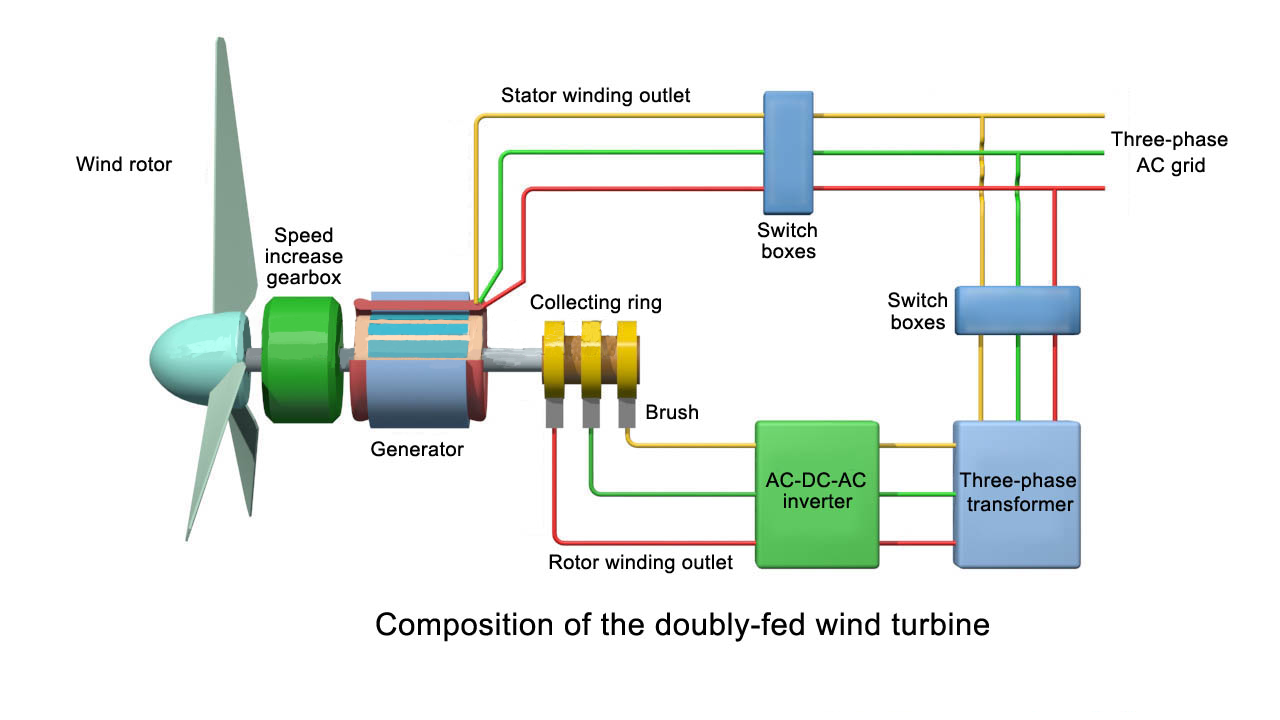 Stator winding outlet
Three-phase
AC grid
Wind rotor
Speed
increase
gearbox
Switch
boxes
Collecting ring
Switch
boxes
Brush
Generator
AC-DC-AC
inverter
Three-phase
transformer
Rotor winding outlet
Composition of the doubly-fed wind turbine